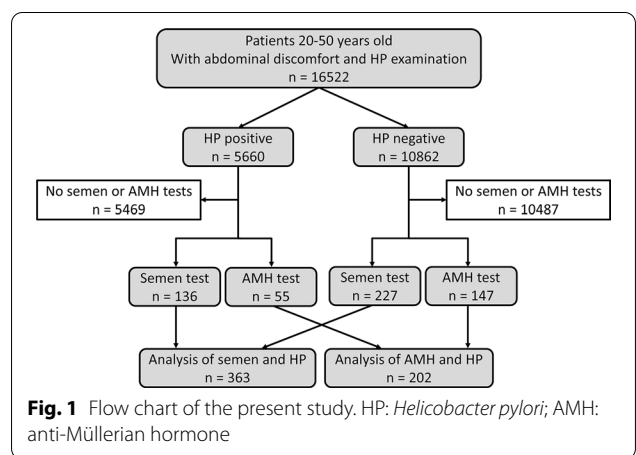 Patients 20-50 years old
With abdominal discomfort and HP examination
n = 16522
HP positive
n = 5660
HP negative
n = 10862
No semen or AMH tests
n = 5469
No semen or AMH tests
n = 10487
Semen test
n = 136
AMH test
n = 55
Semen test
n = 227
AMH test
n = 147
Analysis of semen and HP
n = 363
Analysis of AMH and HP
n = 202
Fig. 1 Flow chart of the present study. HP: Helicobacter pylori; AMH:
anti-Müllerian hormone